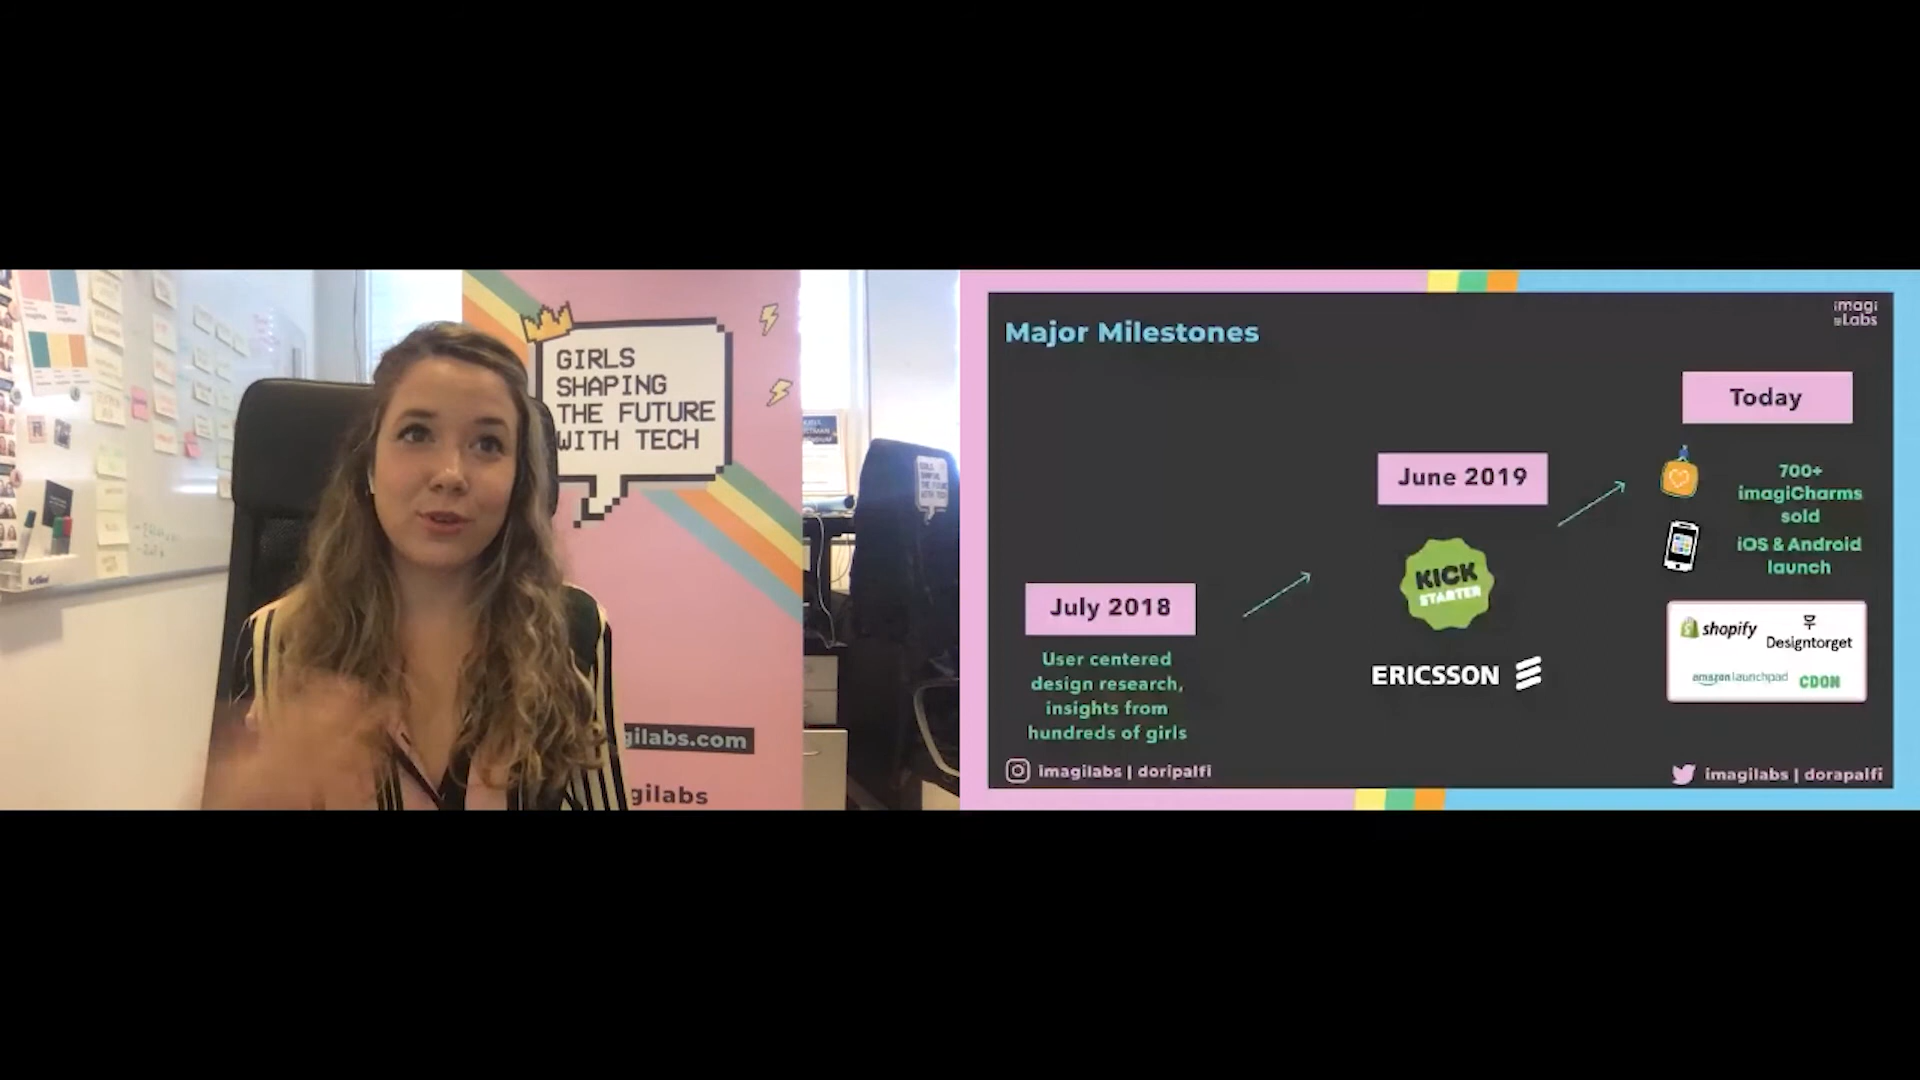 GIRLS
SHAPING
THE FUTURE
WITH TECH
gilabs.com
gilabs
imagi
Labs
Major Milestones
Today
700+
imagiCharms
sold
iOS & Android
launch
shopify
Designtorget
amazon launchpad
CDON
June 2019
KICK
STARTER
ERICSSON
July 2018
User centered
design research,
insights from
hundreds of girls
imagilabs | doripalfi
imagilabs | dorapalfi